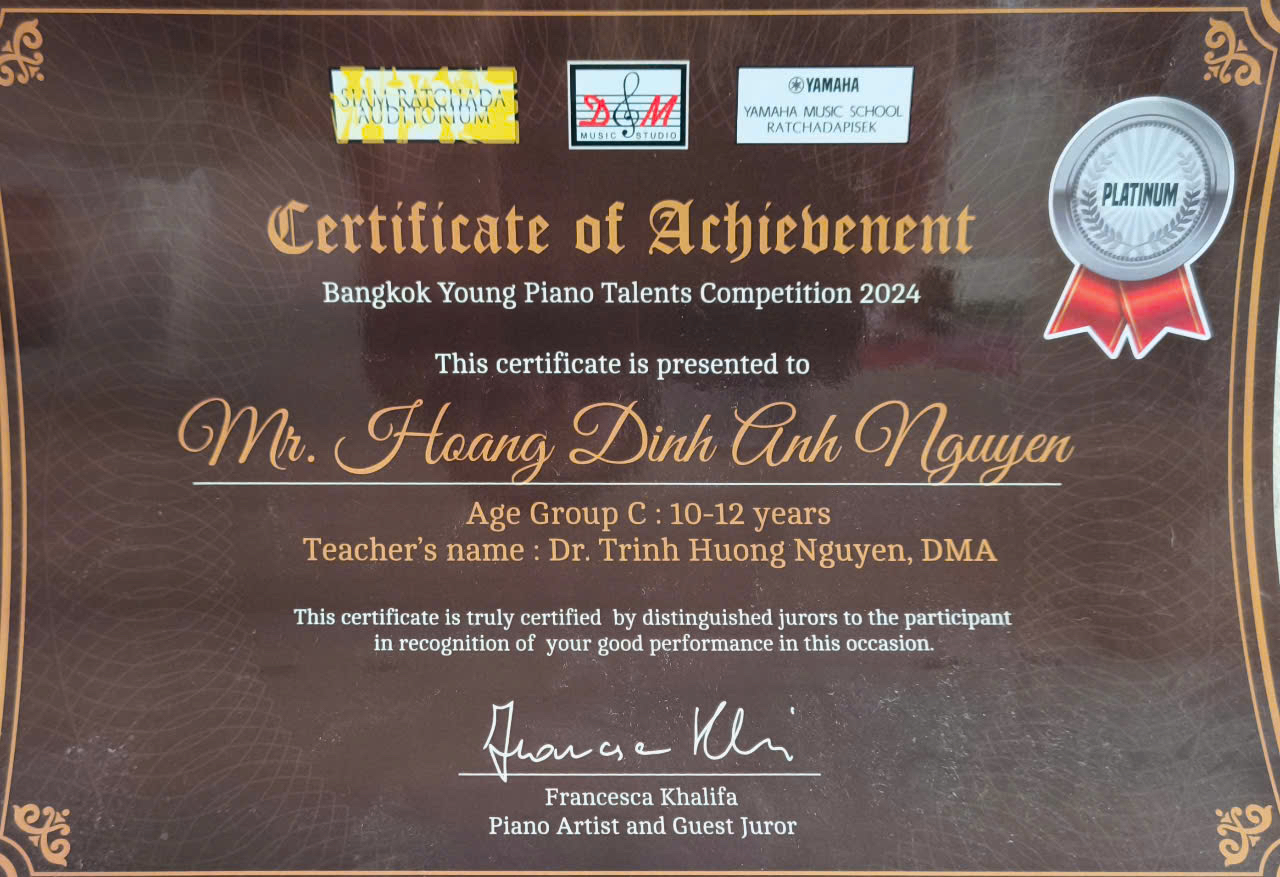 SIAM RATCHADA
AUDITORIUM
D&M
MUSIC STUDIO
YAMAHA
YAMAHA MUSIC SCHOOL
RATCHADAPISEK
PLATINUM
Certificate of Achievenent
Bangkok Young Piano Talents Competition 2024
This certificate is presented to
Mr. Hoang Dinh Anh Nguyen
Age Group C : 10-12 years
Teacher's name : Dr. Trinh Huong Nguyen, DMA
This certificate is truly certified by distinguished jurors to the participant
in recognition of your good performance in this occasion.
Francesca Khalifa
Piano Artist and Guest Juror